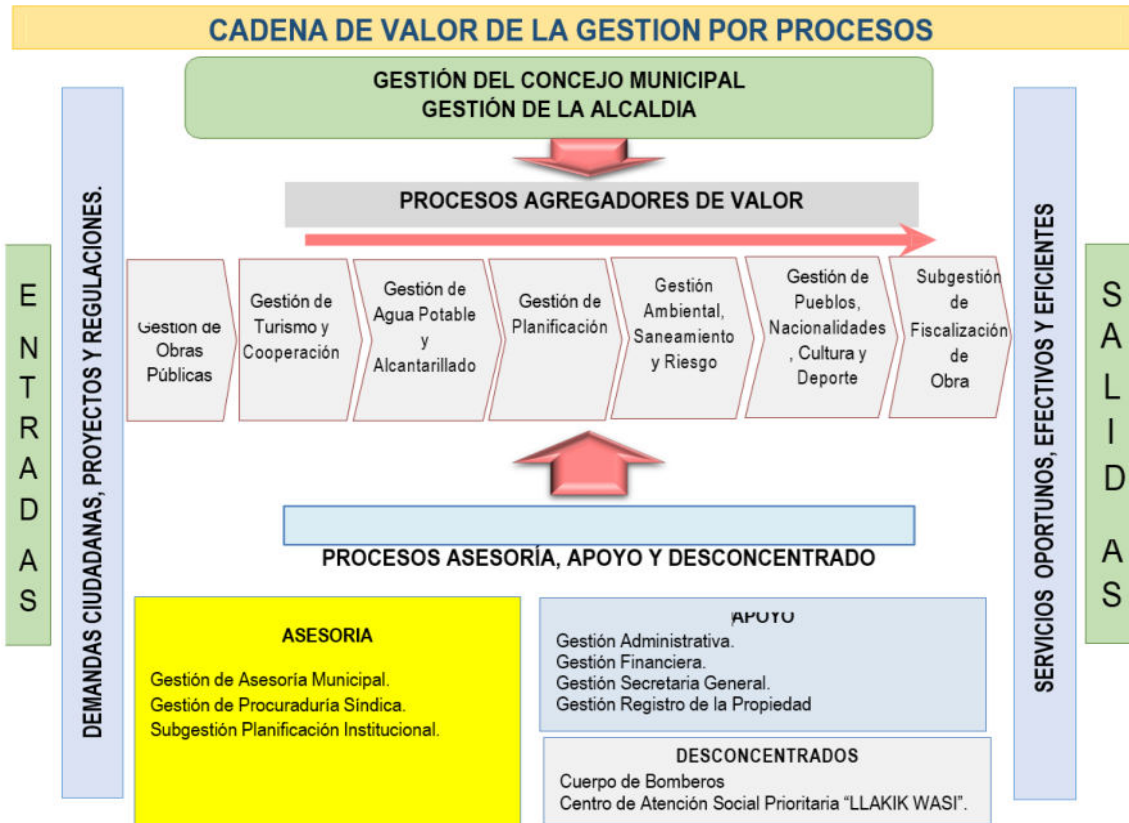 CADENA DE VALOR DE LA GESTION POR PROCESOS
GESTIÓN DEL CONCEJO MUNICIPAL
GESTIÓN DE LA ALCALDIA
ENTRADAS
DEMANDAS CIUDADANAS, PROYECTOS Y REGULACIONES.
PROCESOS AGREGADORES DE VALOR
Gestión de
Obras
Públicas
Gestión de
Turismo y
Cooperación
Gestión de
Agua Potable
y
Alcantarillado
Gestión de
Planificación
Gestión
Ambiental,
Saneamiento
y Riesgo
Gestión de
Pueblos,
Nacionalidades
, Cultura y
Deporte
Subgestión
de
Fiscalización
de
Obra
PROCESOS ASESORÍA, APOYO Y DESCONCENTRADO
ASESORIA
Gestión de Asesoría Municipal.
Gestión de Procuraduría Síndica.
Subgestión Planificación Institucional.
APOYO
Gestión Administrativa.
Gestión Financiera.
Gestión Secretaria General.
Gestión Registro de la Propiedad
DESCONCENTRADOS
Cuerpo de Bomberos
Centro de Atención Social Prioritaria “LLAKIK WASI”.
SERVICIOS OPORTUNOS, EFECTIVOS Y EFICIENTES
SALIDAS